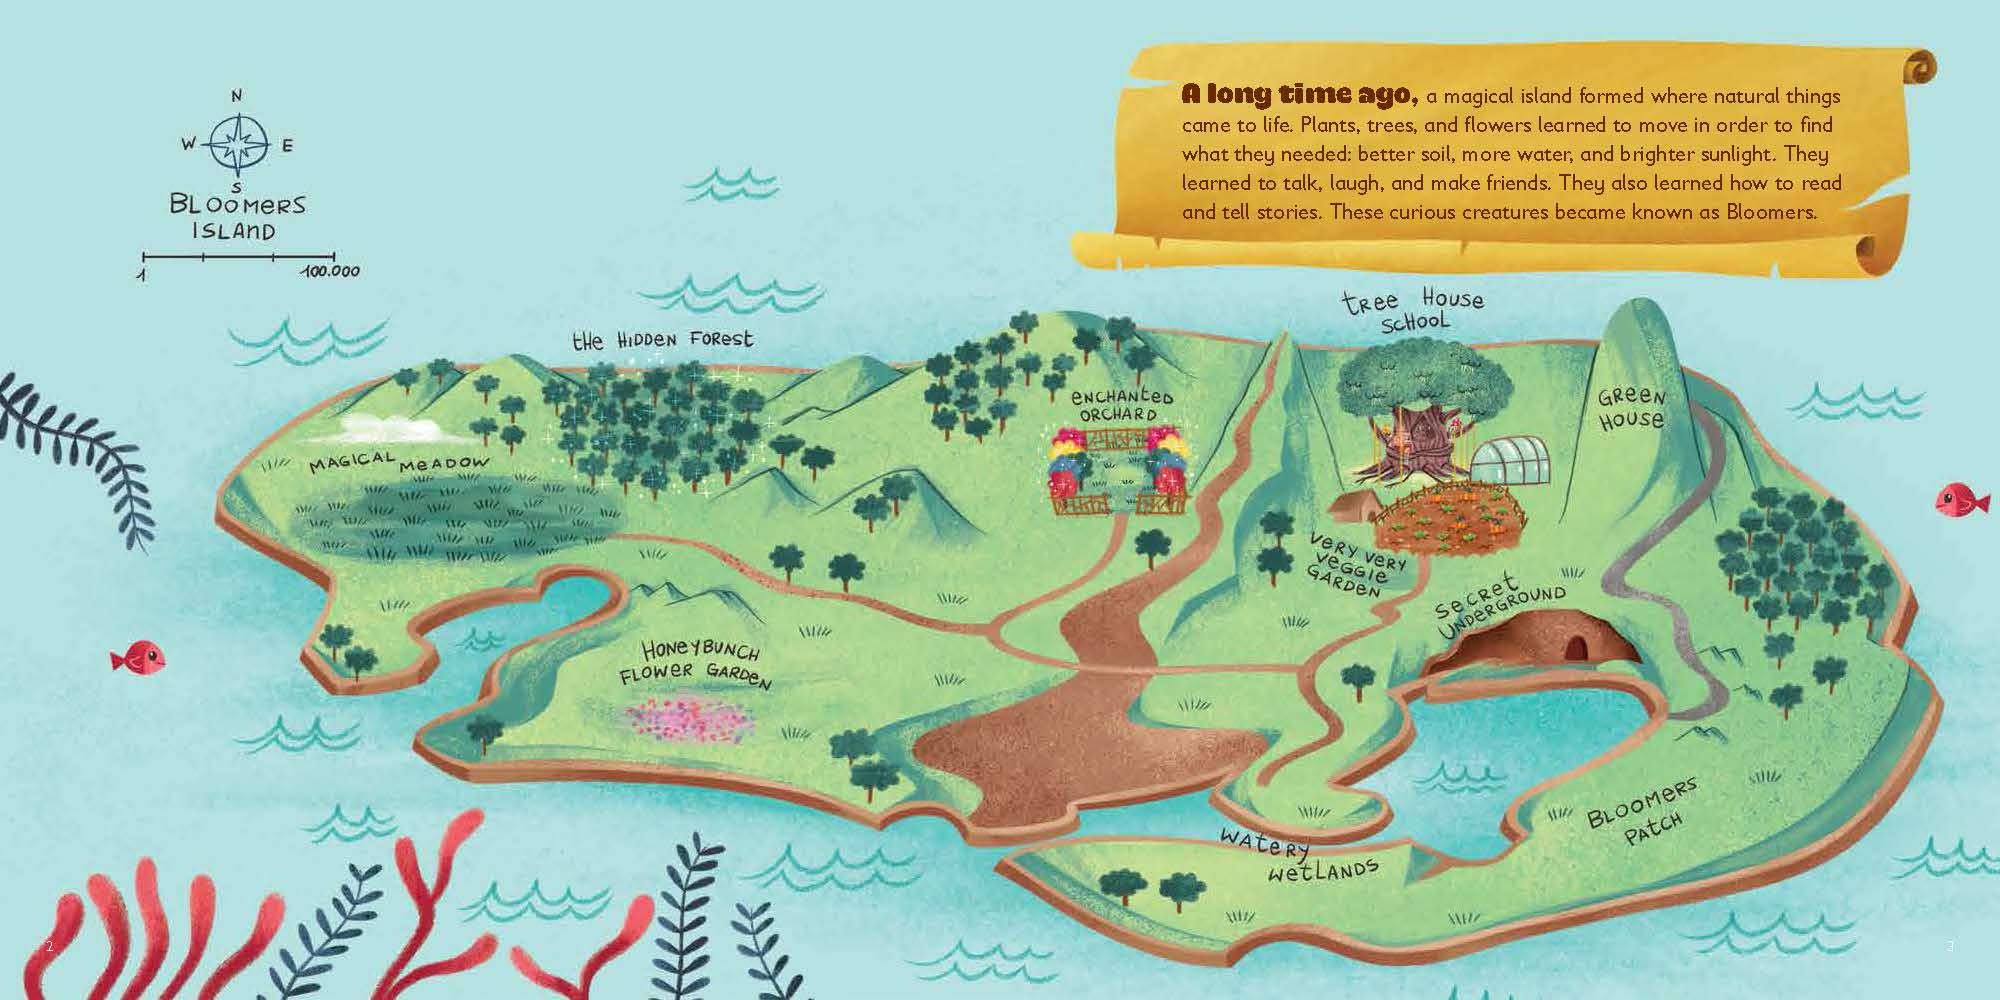 N
W E
S
BLOOMERS
ISLAND
1 100.000
A long time ago, a magical island formed where natural things
came to life. Plants, trees, and flowers learned to move in order to find
what they needed: better soil, more water, and brighter sunlight. They
learned to talk, laugh, and make friends. They also learned how to read
and tell stories. These curious creatures became known as Bloomers.
the HiDDen FOResT
tRee House
SCHOOL
enCHAnteD
ORCHARD
GReen
House
MAGICAL MeADOW
VeRY VeRY
VeGGie
GARDen
SeCReT
UnDeRGROUND
HOneYBUNCH
FLOWeR GARDen
BLOOMeRS
PATCH
WAteRY
WetLANDS
2
3